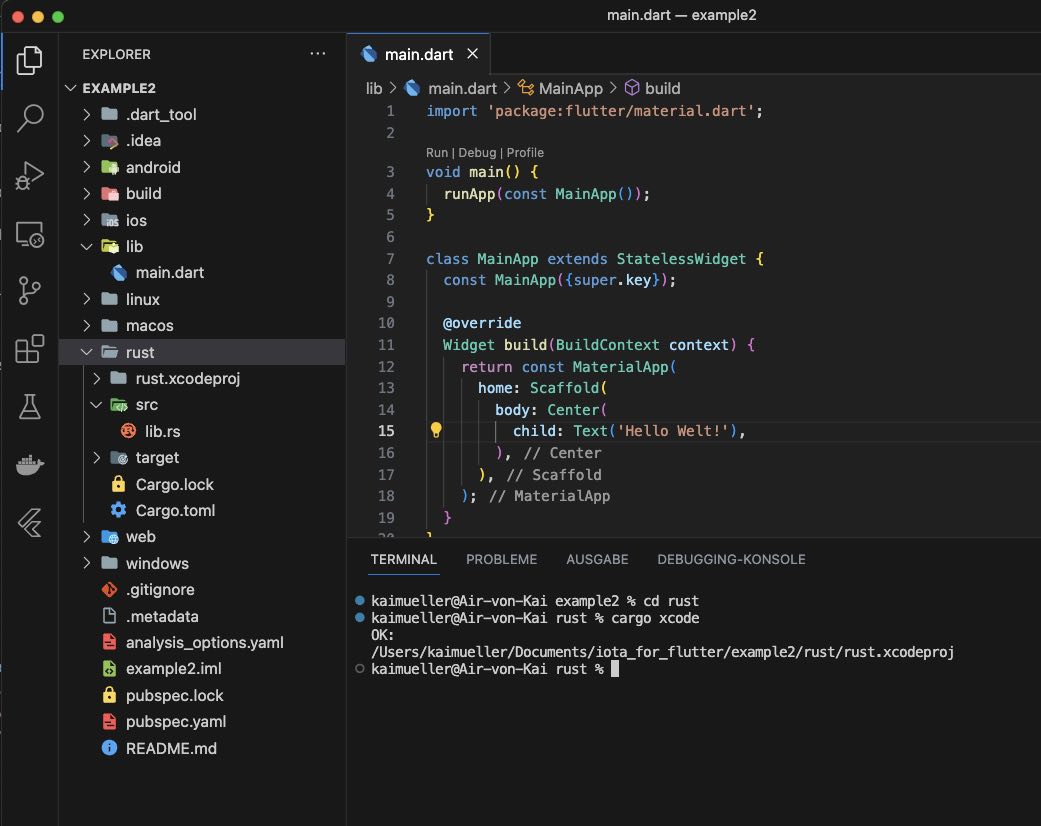 main.dart — example2
EXPLORER
EXAMPLE2
.dart_tool
.idea
android
build
ios
lib
main.dart
linux
macos
rust
rust.xcodeproj
src
lib.rs
target
Cargo.lock
Cargo.toml
web
windows
.gitignore
.metadata
analysis_options.yaml
example2.iml
pubspec.lock
pubspec.yaml
README.md
main.dart
lib > main.dart > MainApp > build
1 import 'package:flutter/material.dart';
2
Run | Debug | Profile
3 void main() {
4 runApp(const MainApp());
5 }
6
7 class MainApp extends StatelessWidget {
8 const MainApp({super.key});
9
10 @override
11 Widget build(BuildContext context) {
12 return const MaterialApp(
13 home: Scaffold(
14 body: Center(
15 child: Text('Hello Welt!'),
16 ), // Center
17 ), // Scaffold
18 ); // MaterialApp
19 }
20 }
TERMINAL PROBLEME AUSGABE DEBUGGING-KONSOLE
kaimueller@Air-von-Kai example2 % cd rust
kaimueller@Air-von-Kai rust % cargo xcode
OK:
/Users/kaimueller/Documents/iota_for_flutter/example2/rust/rust.xcodeproj
kaimueller@Air-von-Kai rust %